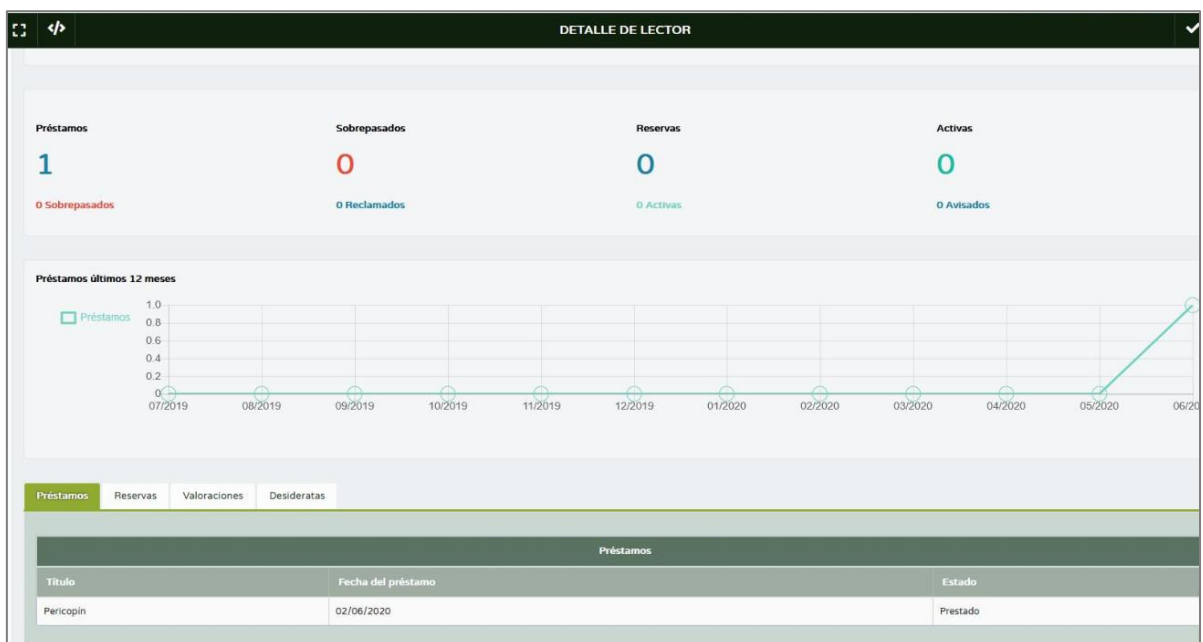 </> DETALLE DE LECTOR
Préstamos Sobrepasados Reservas Activas
1 0 0 0
0 Sobrepasados 0 Reclamados 0 Activas 0 Avisados
Préstamos últimos 12 meses
Préstamos
1.0
0.8
0.6
0.4
0.2
0
07/2019 08/2019 09/2019 10/2019 11/2019 12/2019 01/2020 02/2020 03/2020 04/2020 05/2020 06/20
Préstamos Reservas Valoraciones Desideratas
Préstamos
Título Fecha del préstamo Estado
Pericopín 02/06/2020 Prestado